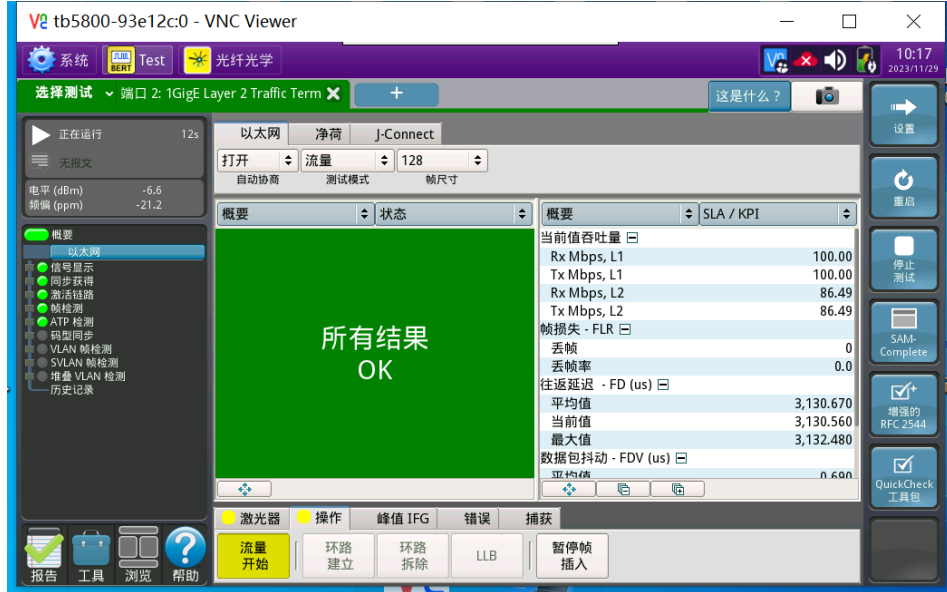 tb5800-93e12c:0 - VNC Viewer
系统
JUUL BERT Test
光纤光学
10:17
2023/11/29
选择测试 端口 2: 1GigE Layer 2 Traffic Term
+
这是什么?
正在运行 12s
无报文
电平 (dBm) -6.6
频偏 (ppm) -21.2
概要
以太网
信号显示
同步获得
激活链路
帧检测
ATP 检测
码型同步
VLAN 帧检测
SVLAN 帧检测
堆叠 VLAN 检测
历史记录
报告 工具 浏览 帮助
以太网 净荷 J-Connect
打开 流量 128
自动协商 测试模式 帧尺寸
概要 状态
所有结果
OK
概要 SLA / KPI
当前值吞吐量
Rx Mbps, L1 100.00
Tx Mbps, L1 100.00
Rx Mbps, L2 86.49
Tx Mbps, L2 86.49
帧损失 - FLR
丢帧 0
丢帧率 0.0
往返延迟 - FD (us)
平均值 3,130.670
当前值 3,130.560
最大值 3,132.480
数据包抖动 - FDV (us)
平均值 0.690
激光器 操作 峰值 IFG 错误 捕获
流量
开始
环路
建立
环路
拆除
LLB
暂停帧
插入
设置
重启
停止
测试
SAM-
Complete
增强的
RFC 2544
QuickCheck
工具包